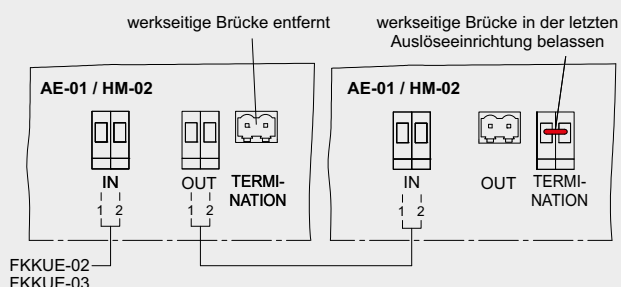 werkseitige Brücke entfernt
werkseitige Brücke in der letzten
Auslöseeinrichtung belassen
AE-01 / HM-02
IN
OUT
TERMI-
NATION
1 2
1 2
AE-01 / HM-02
IN
OUT
TERMI-
NATION
1 2
FKKUE-02
FKKUE-03